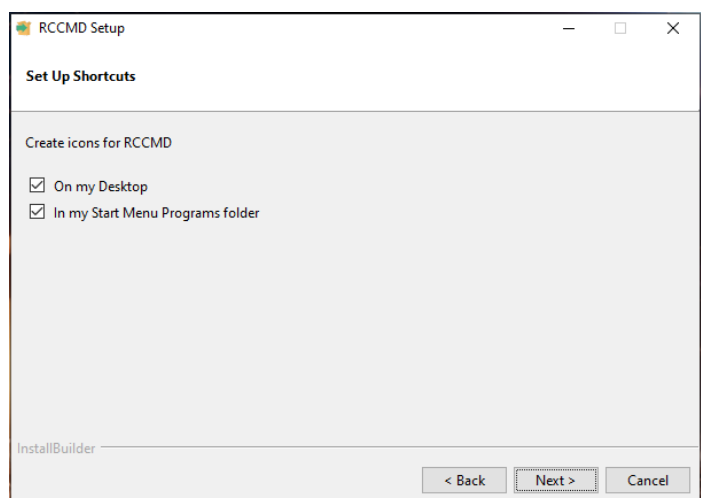 RCCMD Setup
Set Up Shortcuts
Create icons for RCCMD
On my Desktop
In my Start Menu Programs folder
InstallBuilder
< Back Next > Cancel